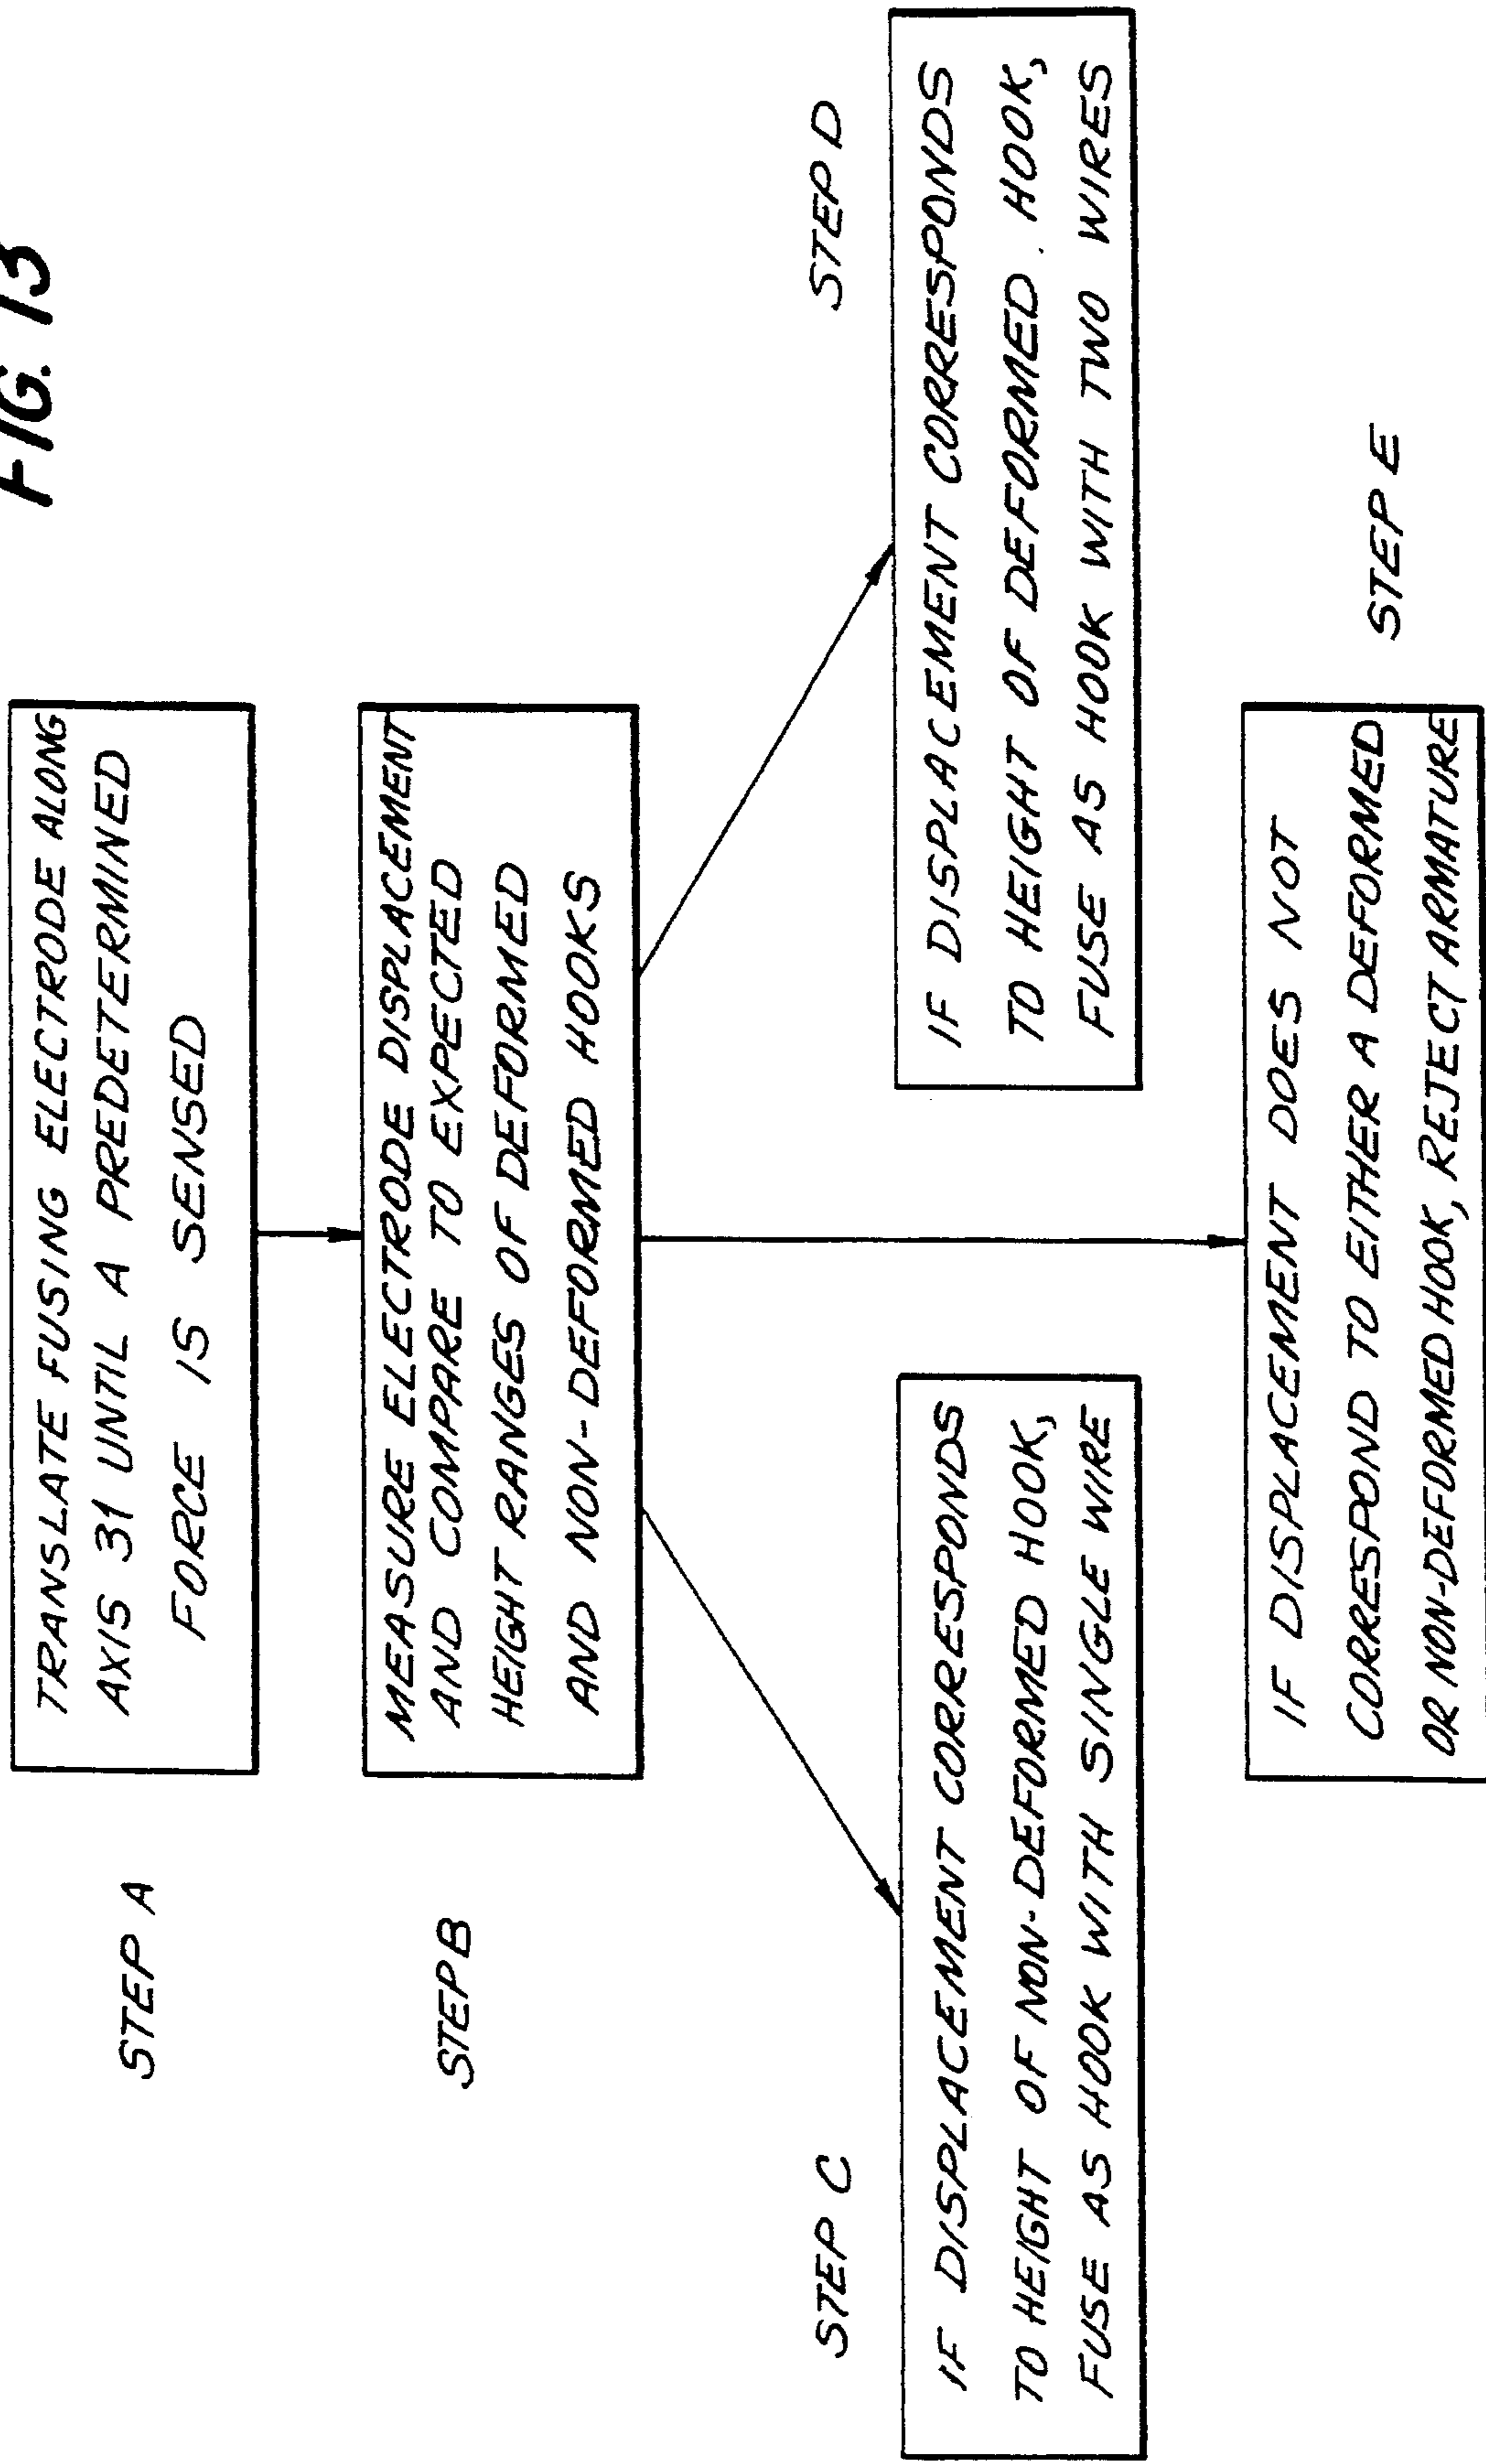 FIG. 13
STEP A
TRANSLATE FUSING ELECTRODE ALONG
AXIS 31 UNTIL A PREDETERMINED
FORCE IS SENSED
STEP B
MEASURE ELECTRODE DISPLACEMENT
AND COMPARE TO EXPECTED
HEIGHT RANGES OF DEFORMED
AND NON-DEFORMED HOOKS
STEP C
IF DISPLACEMENT CORRESPONDS
TO HEIGHT OF NON-DEFORMED HOOK,
FUSE AS HOOK WITH SINGLE WIRE
STEP D
IF DISPLACEMENT CORRESPONDS
TO HEIGHT OF DEFORMED. HOOK,
FUSE AS HOOK WITH TWO WIRES
STEP E
IF DISPLACEMENT DOES NOT
CORRESPOND TO EITHER A DEFORMED
OR NON-DEFORMED HOOK, REJECT ARMATURE